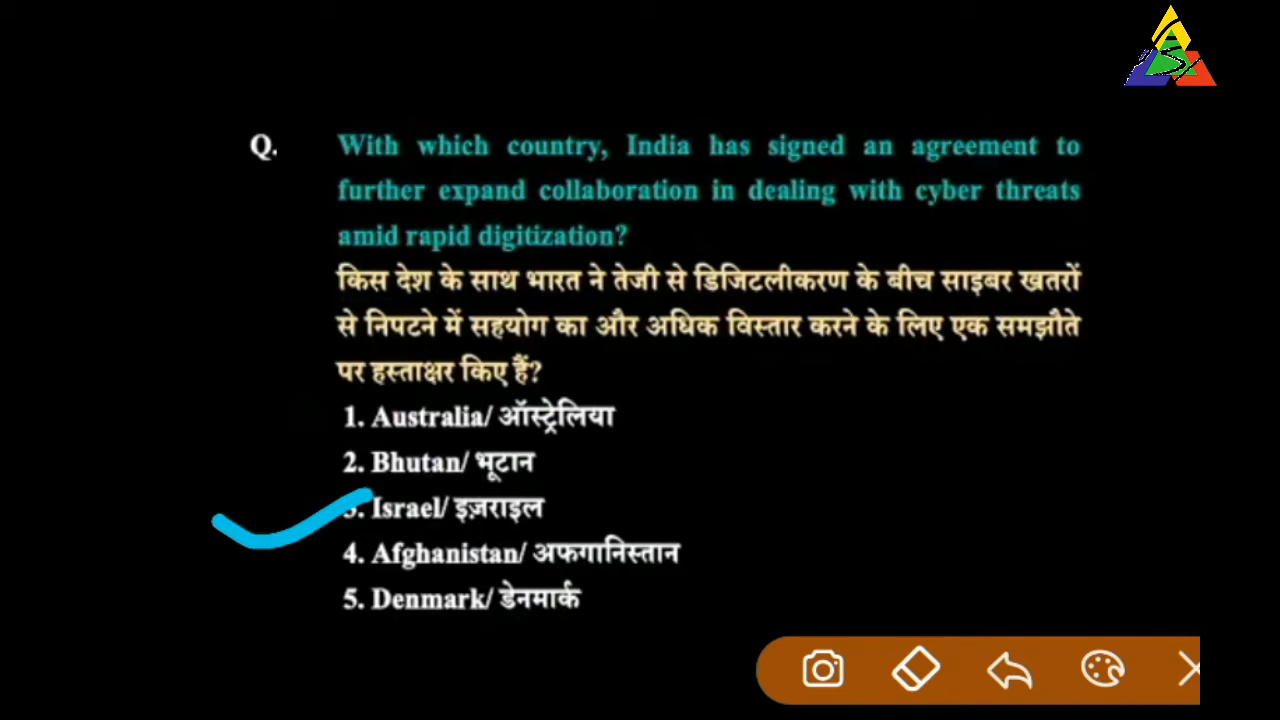 Q. With which country, India has signed an agreement to
further expand collaboration in dealing with cyber threats
amid rapid digitization?
किस देश के साथ भारत ने तेजी से डिजिटलीकरण के बीच साइबर खतरों
से निपटने में सहयोग का और अधिक विस्तार करने के लिए एक समझौते
पर हस्ताक्षर किए हैं?
1. Australia/ ऑस्ट्रेलिया
2. Bhutan/ भूटान
3. Israel/ इज़राइल
4. Afghanistan/ अफगानिस्तान
5. Denmark/ डेनमार्क